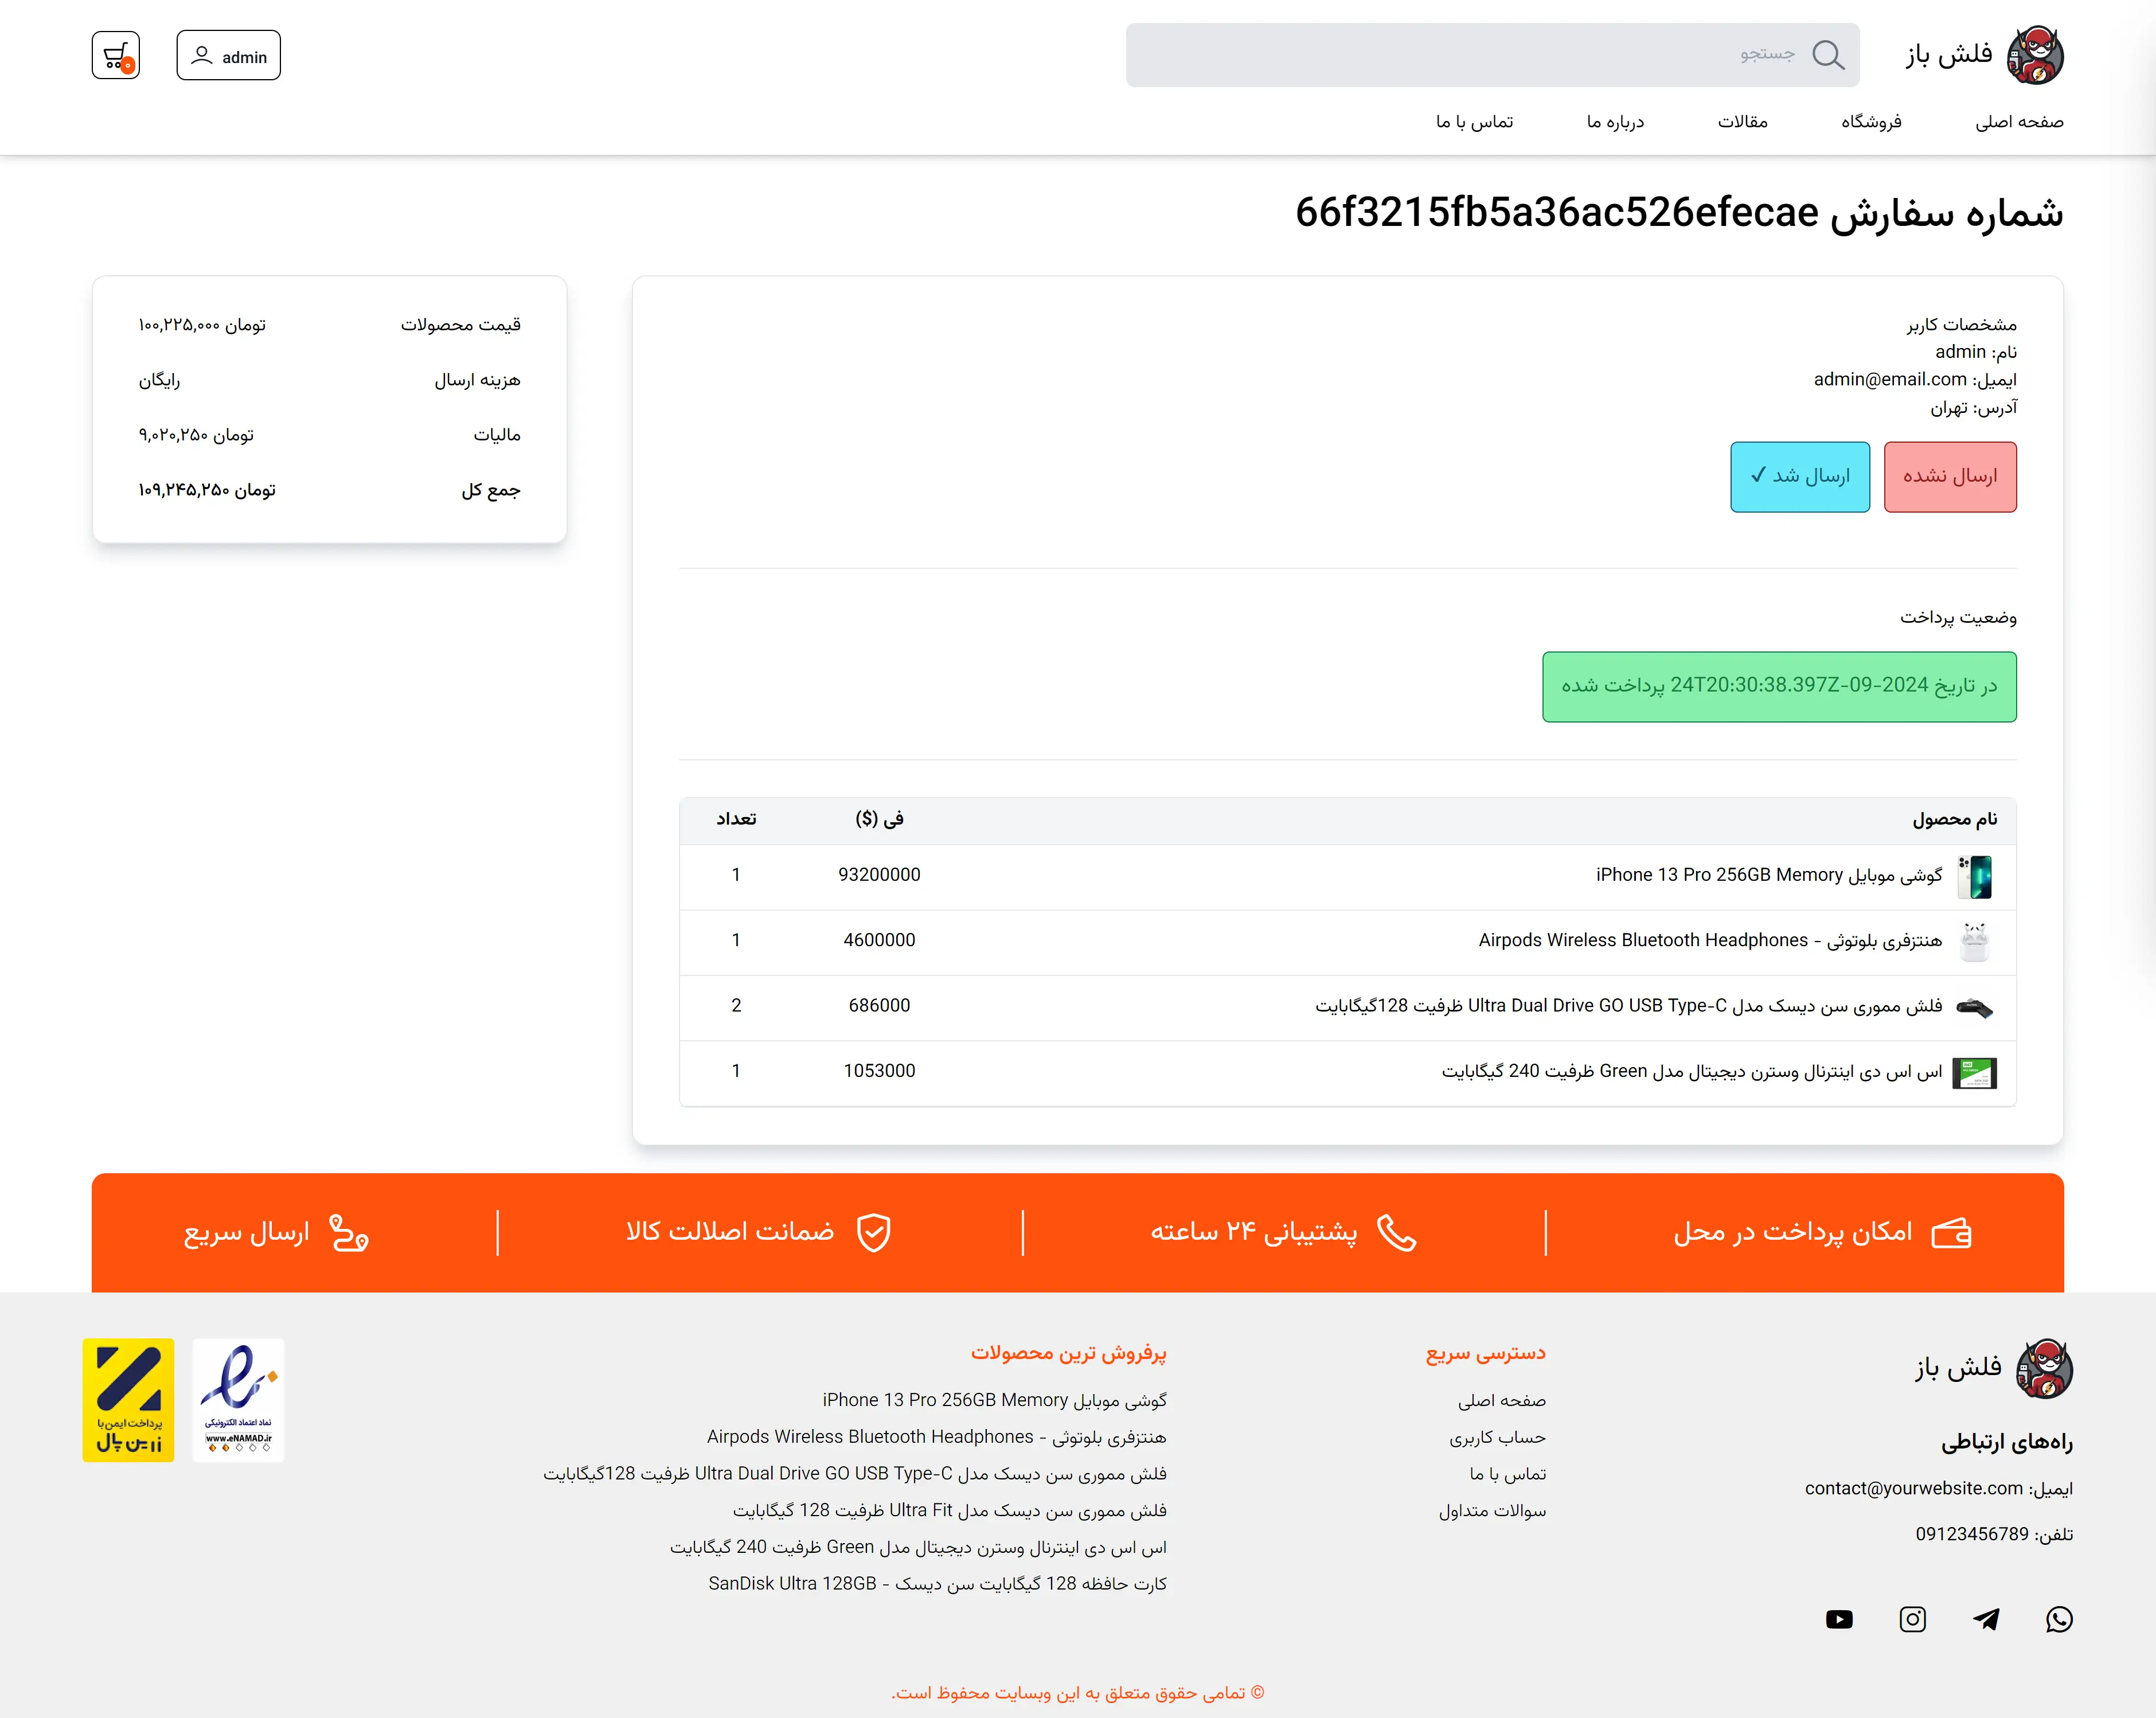 فلش باز
جستجو
admin
۰
صفحه اصلی
فروشگاه
مقالات
درباره ما
تماس با ما
شماره سفارش 66f3215fb5a36ac526efecae
مشخصات کاربر
نام: admin
ایمیل: admin@email.com
آدرس: تهران
ارسال نشده
ارسال شد ✓
وضعیت پرداخت
در تاریخ 24T20:30:38.397Z-09-2024 پرداخت شده
نام محصول فی ($) تعداد
گوشی موبایل iPhone 13 Pro 256GB Memory 93200000 1
هنتزفری بلوتوثی - Airpods Wireless Bluetooth Headphones 4600000 1
فلش مموری سن دیسک مدل Ultra Dual Drive GO USB Type-C ظرفیت 128گیگابایت 686000 2
اس اس دی اینترنال وسترن دیجیتال مدل Green ظرفیت 240 گیگابایت 1053000 1
قیمت محصولات تومان ۱۰۰,۲۲۵,۰۰۰
هزینه ارسال رایگان
مالیات تومان ۹,۰۲۰,۲۵۰
جمع کل تومان ۱۰۹,۲۴۵,۲۵۰
امکان پرداخت در محل
پشتیبانی ۲۴ ساعته
ضمانت اصلالت کالا
ارسال سریع
فلش باز
راه‌های ارتباطی
ایمیل: contact@yourwebsite.com
تلفن: 09123456789
دسترسی سریع
صفحه اصلی
حساب کاربری
تماس با ما
سوالات متداول
پرفروش ترین محصولات
گوشی موبایل iPhone 13 Pro 256GB Memory
هنتزفری بلوتوثی - Airpods Wireless Bluetooth Headphones
فلش مموری سن دیسک مدل Ultra Dual Drive GO USB Type-C ظرفیت 128گیگابایت
فلش مموری سن دیسک مدل Ultra Fit ظرفیت 128 گیگابایت
اس اس دی اینترنال وسترن دیجیتال مدل Green ظرفیت 240 گیگابایت
کارت حافظه 128 گیگابایت سن دیسک - SanDisk Ultra 128GB
نماد اعتماد الکترونیکی
www.eNAMAD.ir
پرداخت ایمن با
زرین پال
© تمامی حقوق متعلق به این وبسایت محفوظ است.